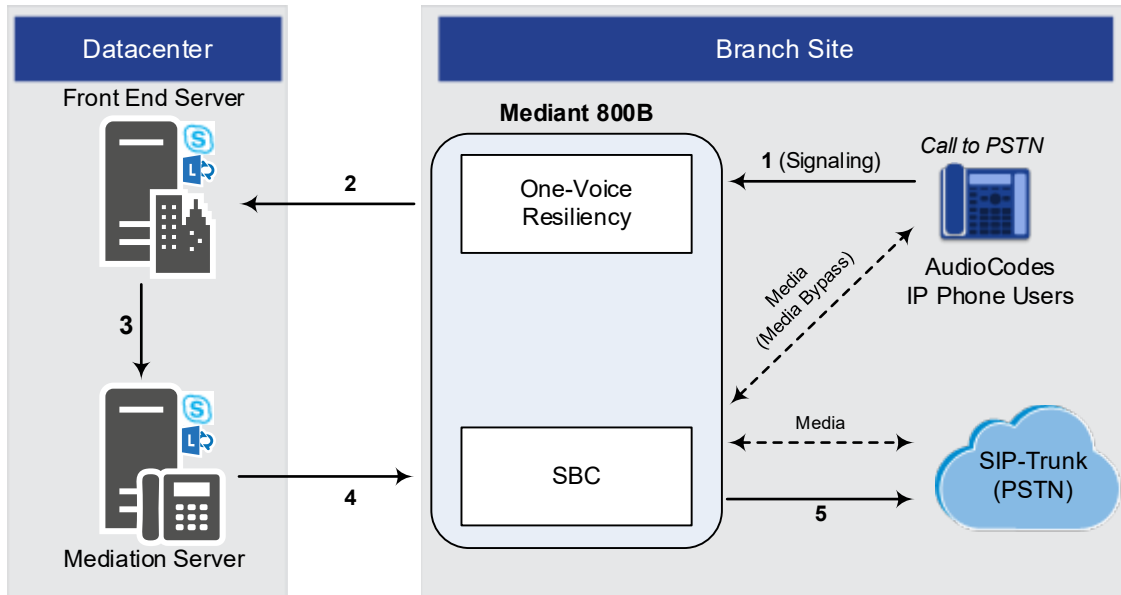 Datacenter
Branch Site
Front End Server
Mediant 800B
One-Voice
Resiliency
1 (Signaling)
Call to PSTN
AudioCodes
IP Phone Users
2
3
Media
(Media Bypass)
Media
S
L
S
L
Mediation Server
4
SBC
5
SIP-Trunk
(PSTN)